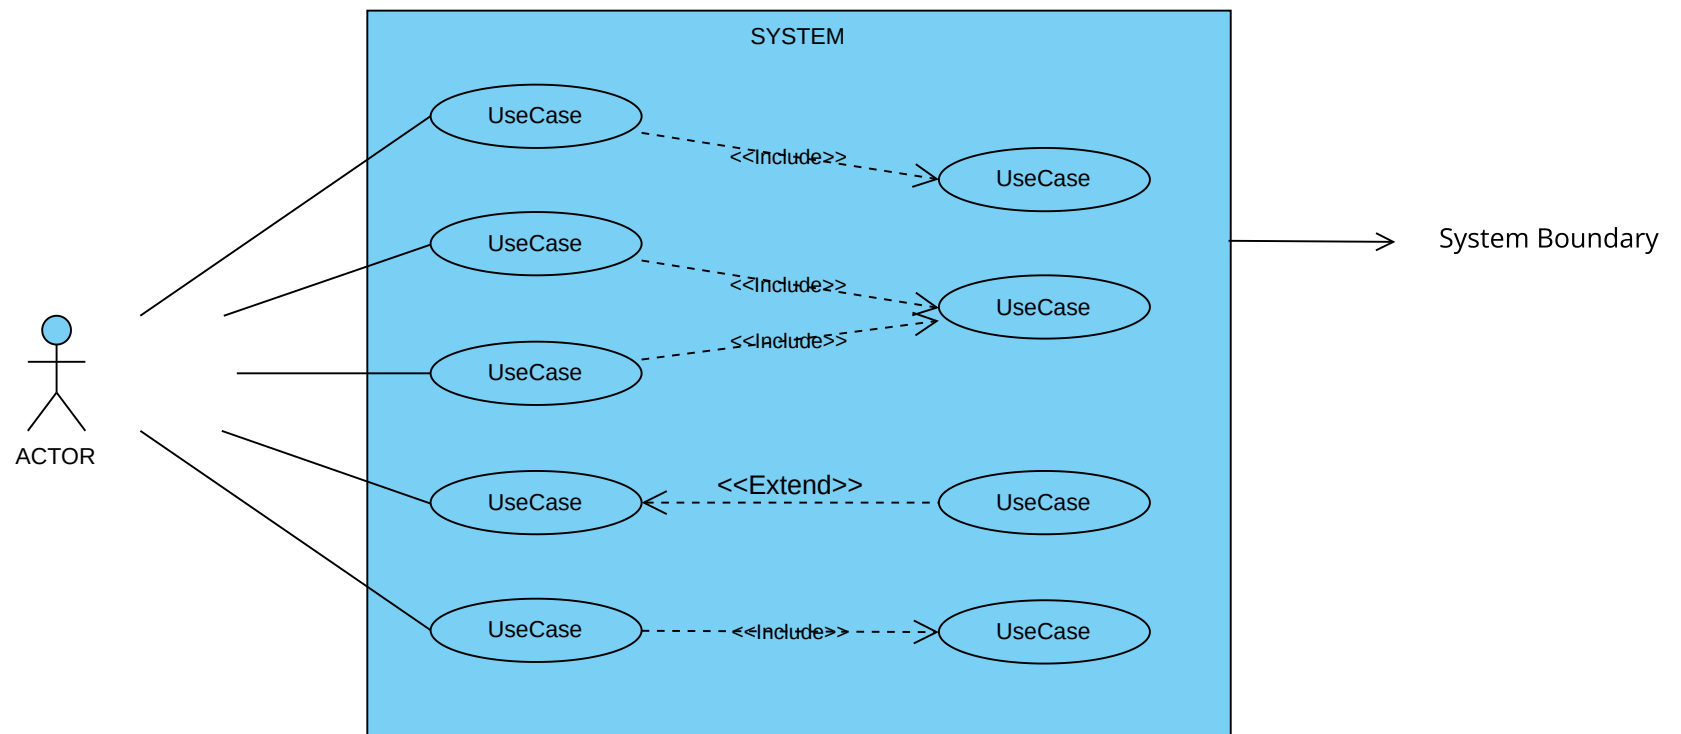 SYSTEM
UseCase
<<Include>>
UseCase
System Boundary
UseCase
<<Include>>
UseCase
<<Include>>
UseCase
ACTOR
<<Extend>>
UseCase
UseCase
UseCase
<<Include>>
UseCase